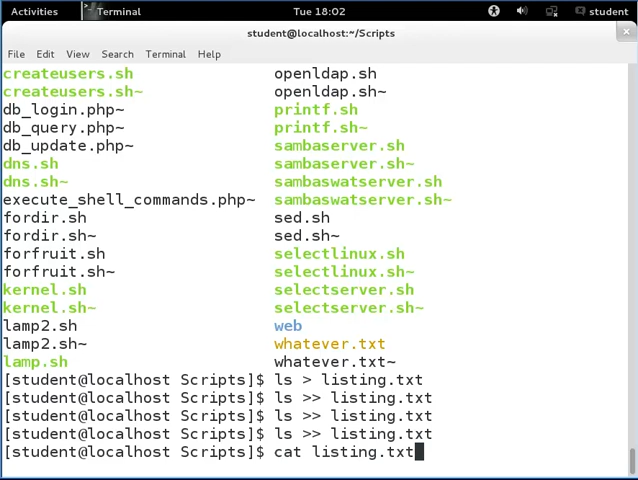 Activities Terminal Tue 18:02 student
student@localhost:~/Scripts
File Edit View Search Terminal Help
createusers.sh openldap.sh
createusers.sh~ openldap.sh~
db_login.php~ printf.sh
db_query.php~ printf.sh~
db_update.php~ sambaserver.sh
dns.sh sambaserver.sh~
dns.sh~ sambaswatserver.sh
execute_shell_commands.php~ sambaswatserver.sh~
fordir.sh sed.sh
fordir.sh~ sed.sh~
forfruit.sh selectlinux.sh
forfruit.sh~ selectlinux.sh~
kernel.sh selectserver.sh
kernel.sh~ selectserver.sh~
lamp2.sh web
lamp2.sh~ whatever.txt
lamp.sh whatever.txt~
[student@localhost Scripts]$ ls > listing.txt
[student@localhost Scripts]$ ls >> listing.txt
[student@localhost Scripts]$ ls >> listing.txt
[student@localhost Scripts]$ ls >> listing.txt
[student@localhost Scripts]$ cat listing.txt